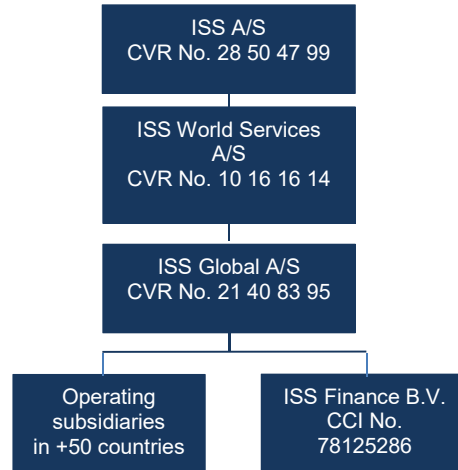 ISS A/S
CVR No. 28 50 47 99
ISS World Services
A/S
CVR No. 10 16 16 14
ISS Global A/S
CVR No. 21 40 83 95
Operating
subsidiaries
in +50 countries
ISS Finance B.V.
CCI No.
78125286